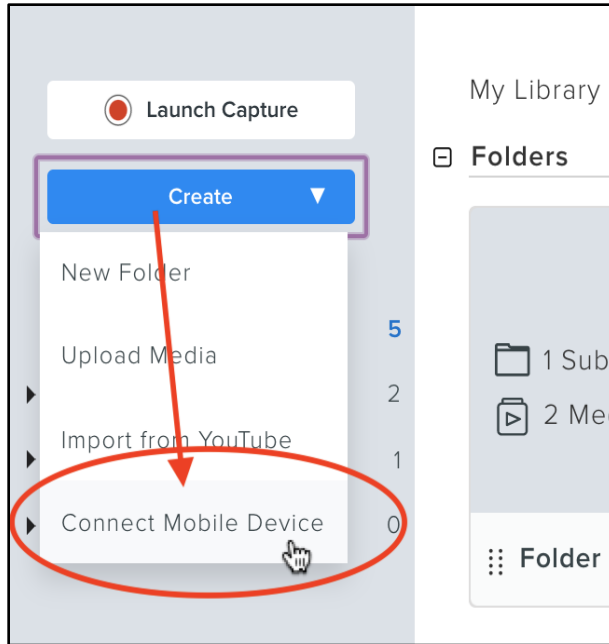 Launch Capture
Create
New Folder
Upload Media
Import from YouTube
Connect Mobile Device
5
2
1
0
My Library
Folders
1 Sub
2 Me
Folder